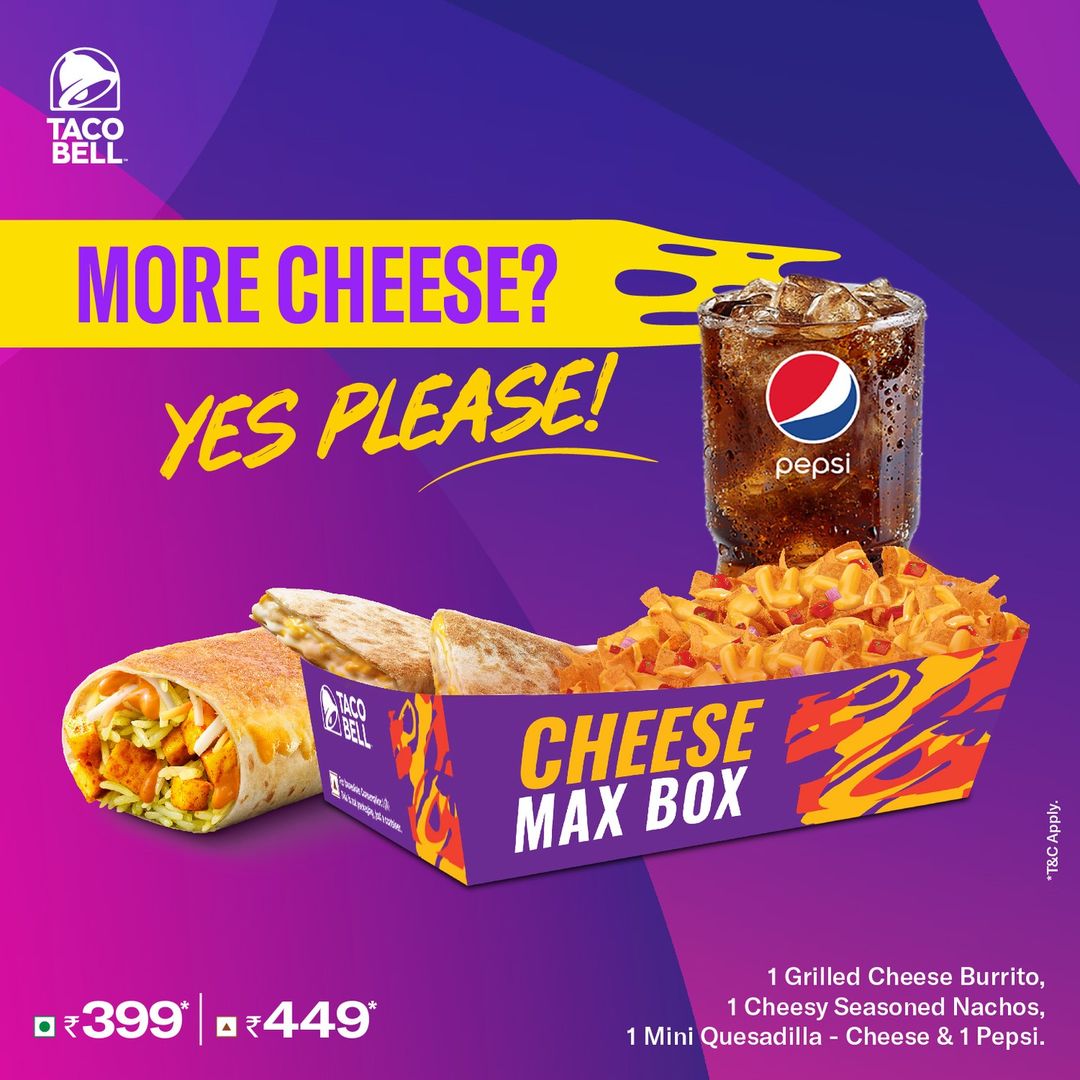 TACO
BELL
MORE CHEESE?
YES PLEASE!
pepsi
TACO
BELL
CHEESE
MAX BOX
*T&C Apply.
1 Grilled Cheese Burrito,
1 Cheesy Seasoned Nachos,
1 Mini Quesadilla - Cheese & 1 Pepsi.
₹399* | ₹449*